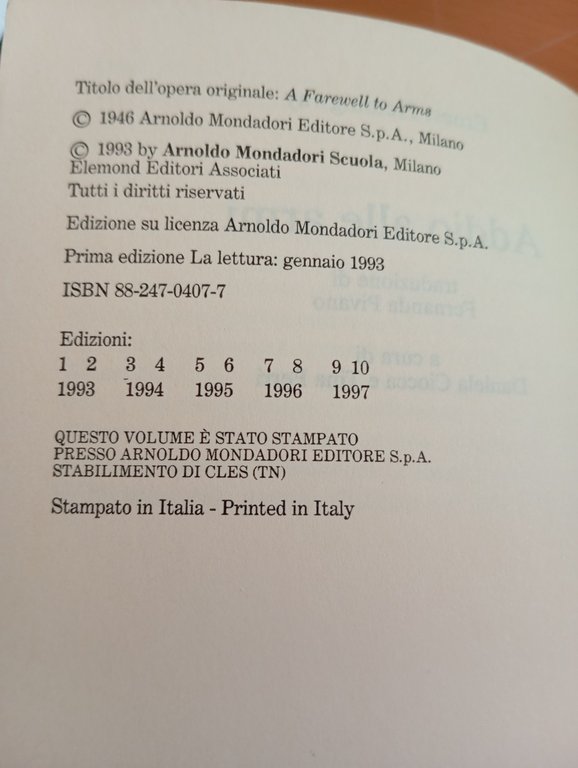 Titolo dell'opera originale: A Farewell to Arms
© 1946 Arnoldo Mondadori Editore S.p.A., Milano
© 1993 by Arnoldo Mondadori Scuola, Milano
Elemond Editori Associati
Tutti i diritti riservati
Edizione su licenza Arnoldo Mondadori Editore S.p.A.
Prima edizione La lettura: gennaio 1993
ISBN 88-247-0407-7
Edizioni:
1 2 3 4 5 6 7 8 9 10
1993 1994 1995 1996 1997
QUESTO VOLUME È STATO STAMPATO
PRESSO ARNOLDO MONDADORI EDITORE S.p.A.
STABILIMENTO DI CLES (TN)
Stampato in Italia - Printed in Italy